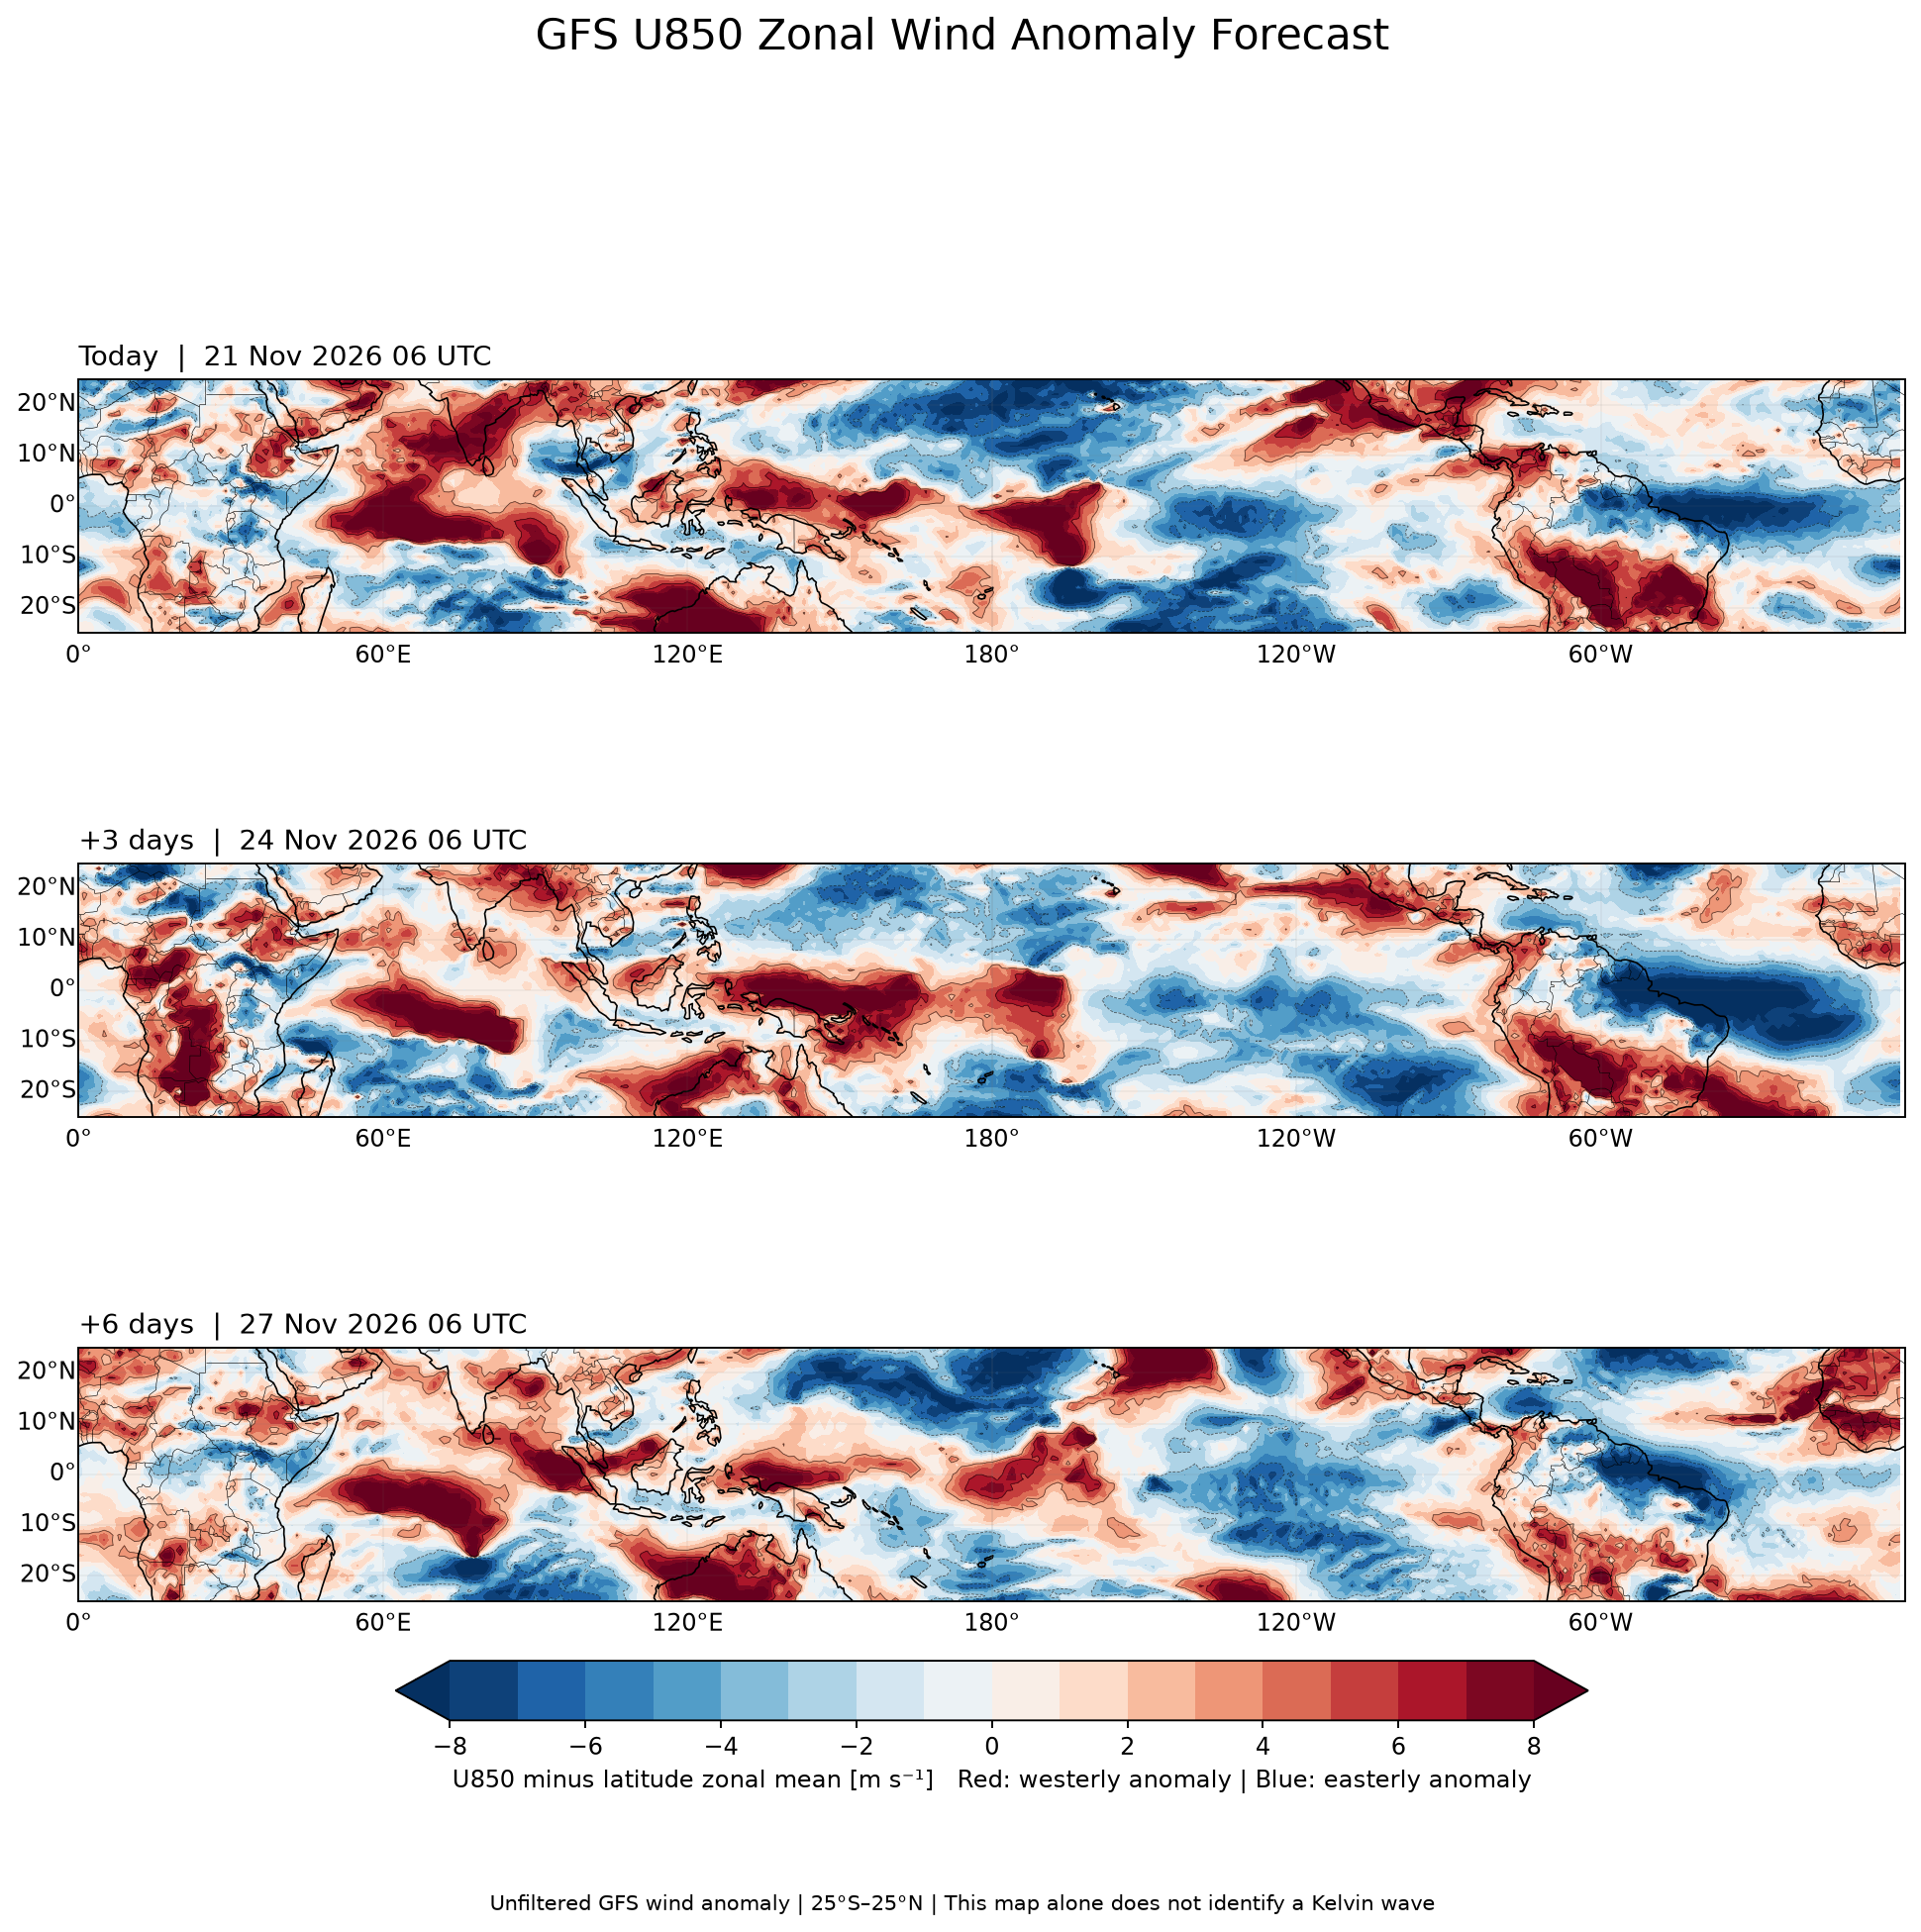 GFS U850 Zonal Wind Anomaly Forecast
Today | 21 Nov 2026 06 UTC
20°N
10°N
0°
10°S
20°S
0° 60°E 120°E 180° 120°W 60°W
+3 days | 24 Nov 2026 06 UTC
20°N
10°N
0°
10°S
20°S
0° 60°E 120°E 180° 120°W 60°W
+6 days | 27 Nov 2026 06 UTC
20°N
10°N
0°
10°S
20°S
0° 60°E 120°E 180° 120°W 60°W
−8 −6 −4 −2 0 2 4 6 8
U850 minus latitude zonal mean [m s⁻¹] Red: westerly anomaly | Blue: easterly anomaly
Unfiltered GFS wind anomaly | 25°S–25°N | This map alone does not identify a Kelvin wave